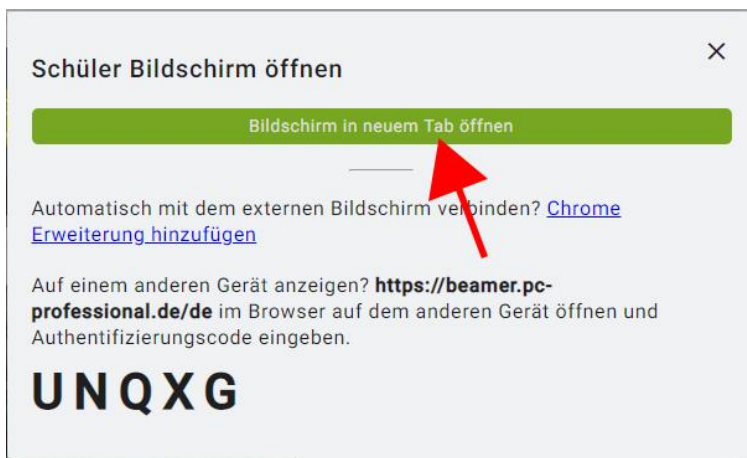 Schüler Bildschirm öffnen
Bildschirm in neuem Tab öffnen
Automatisch mit dem externen Bildschirm verbinden? Chrome
Erweiterung hinzufügen
Auf einem anderen Gerät anzeigen? https://beamer.pc-
professional.de/de im Browser auf dem anderen Gerät öffnen und
Authentifizierungscode eingeben.
UNQXG